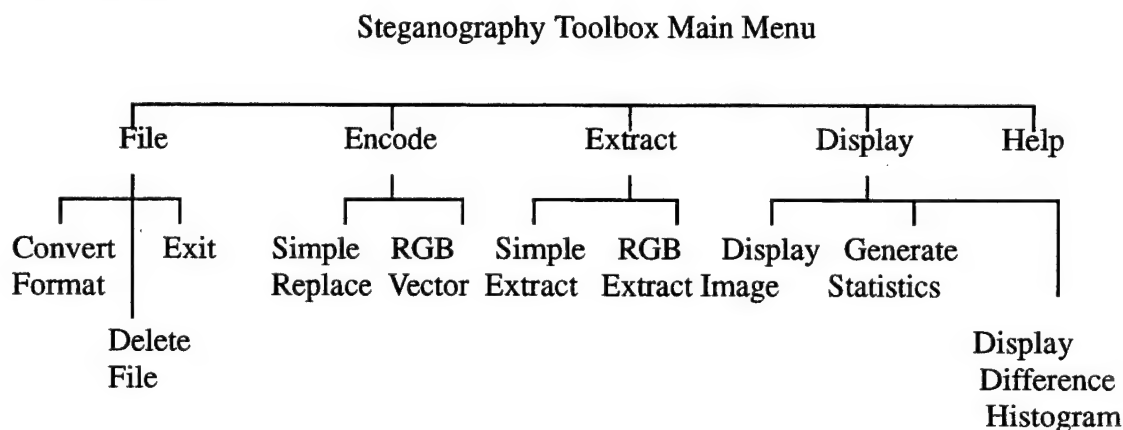 Steganography Toolbox Main Menu
File Encode Extract Display Help
Convert Exit Simple RGB Simple RGB Display Generate
Format Replace Vector Extract Extract Image Statistics
Delete Display
File Difference
Histogram